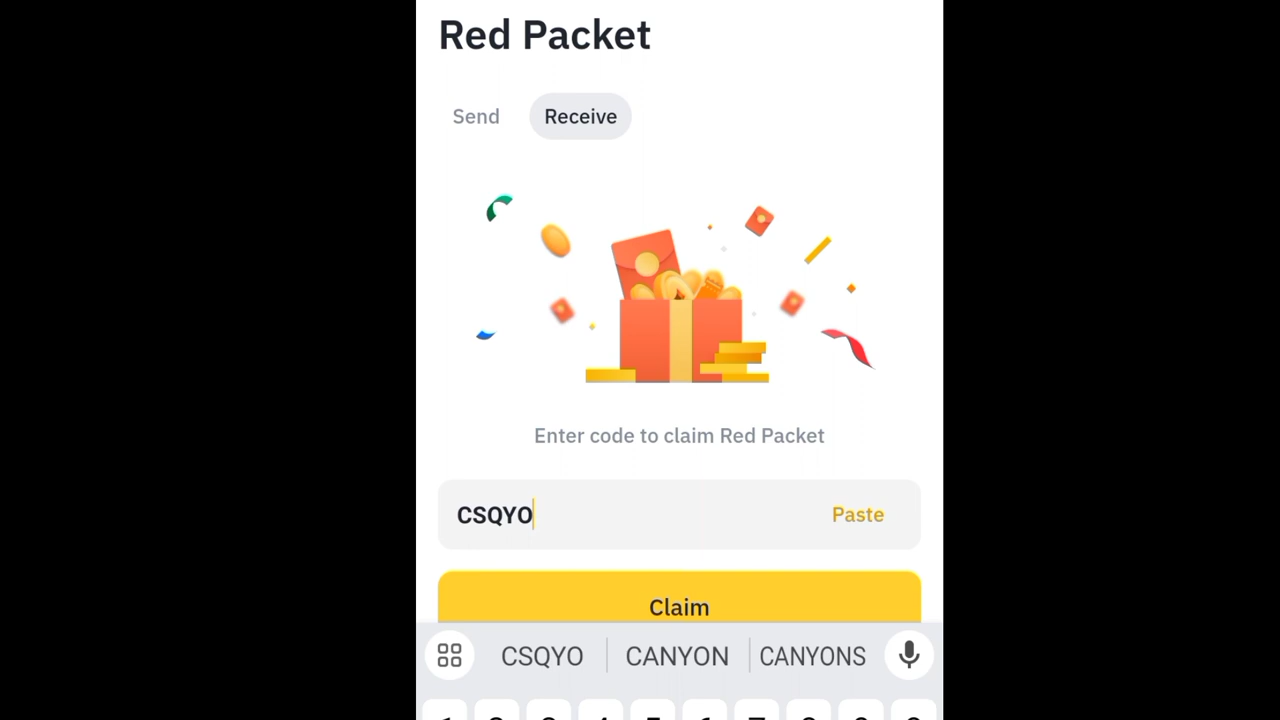 Red Packet
Send
Receive
Enter code to claim Red Packet
CSQYO
Paste
Claim
CSQYO
CANYON
CANYONS